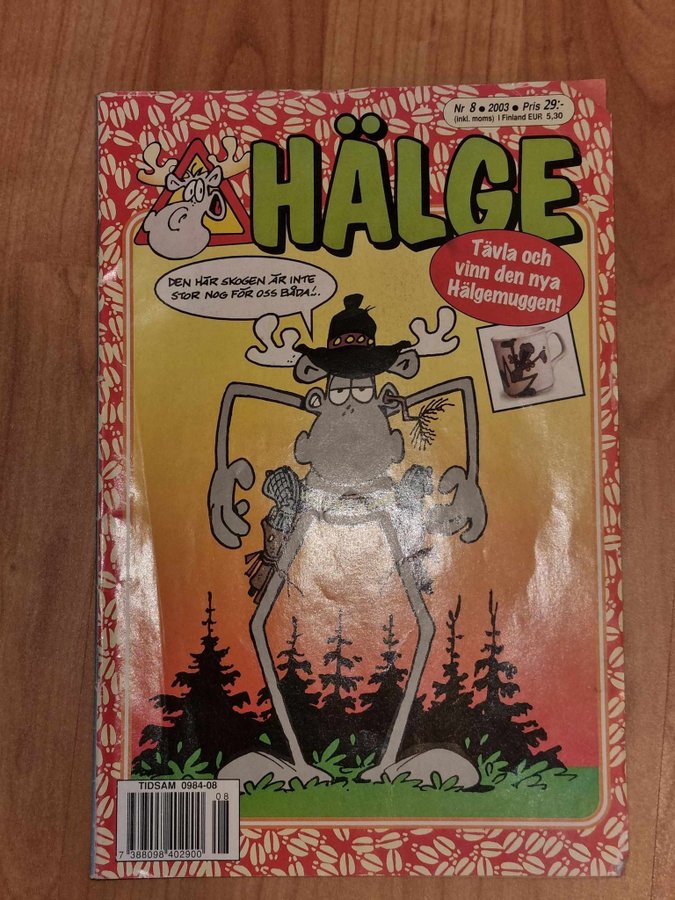 Nr 8 • 2003 • Pris 29:-
(inkl. moms) I Finland EUR 5,30
HÄLGE
Tävla och
vinn den nya
Hälgemuggen!
DEN HÄR SKOGEN ÄR INTE
STOR NOG FÖR OSS BÅDA!..
TIDSAM 0984-08
08
7 388098 402900